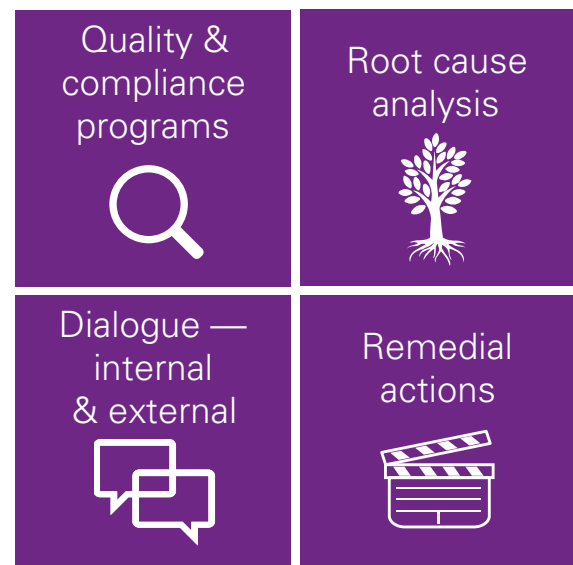 Quality &
compliance
programs
Root cause
analysis
Dialogue —
internal
& external
Remedial
actions